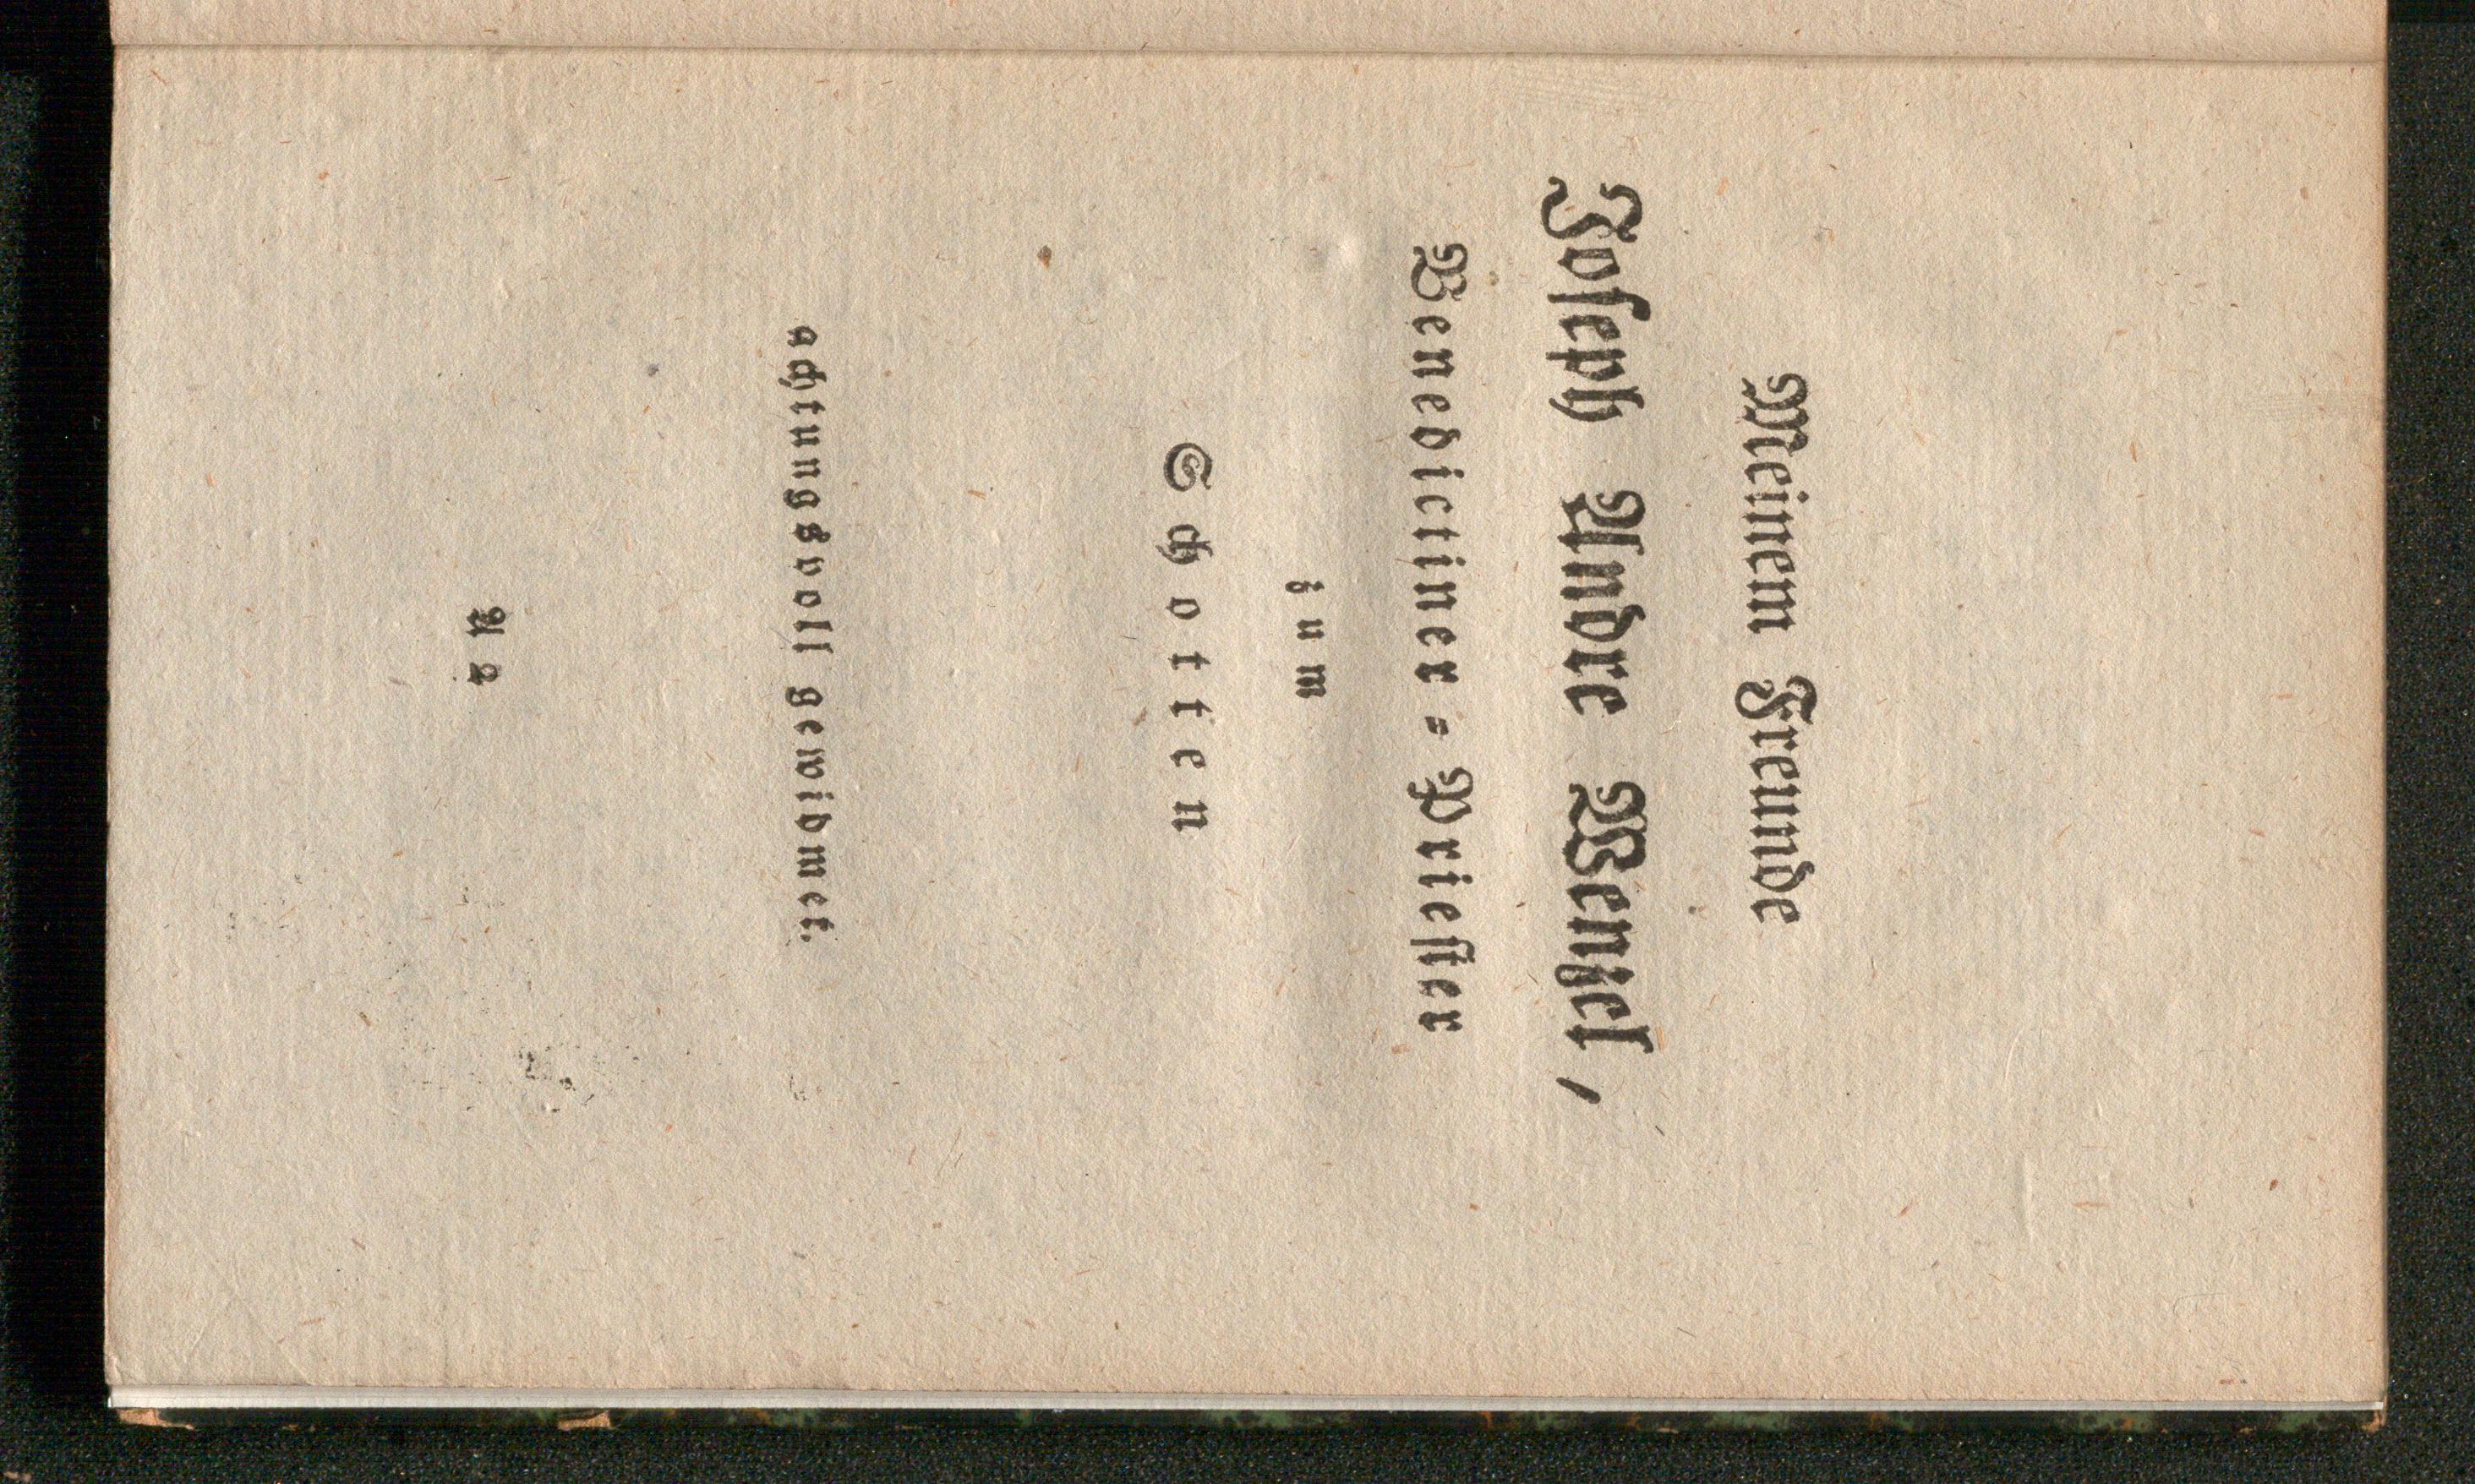 Meinem Freunde
Joseph Andre Wenzel,
Benedictiner-Priester
zum
Schotten
achtungsvoll gewidmet.
A 2